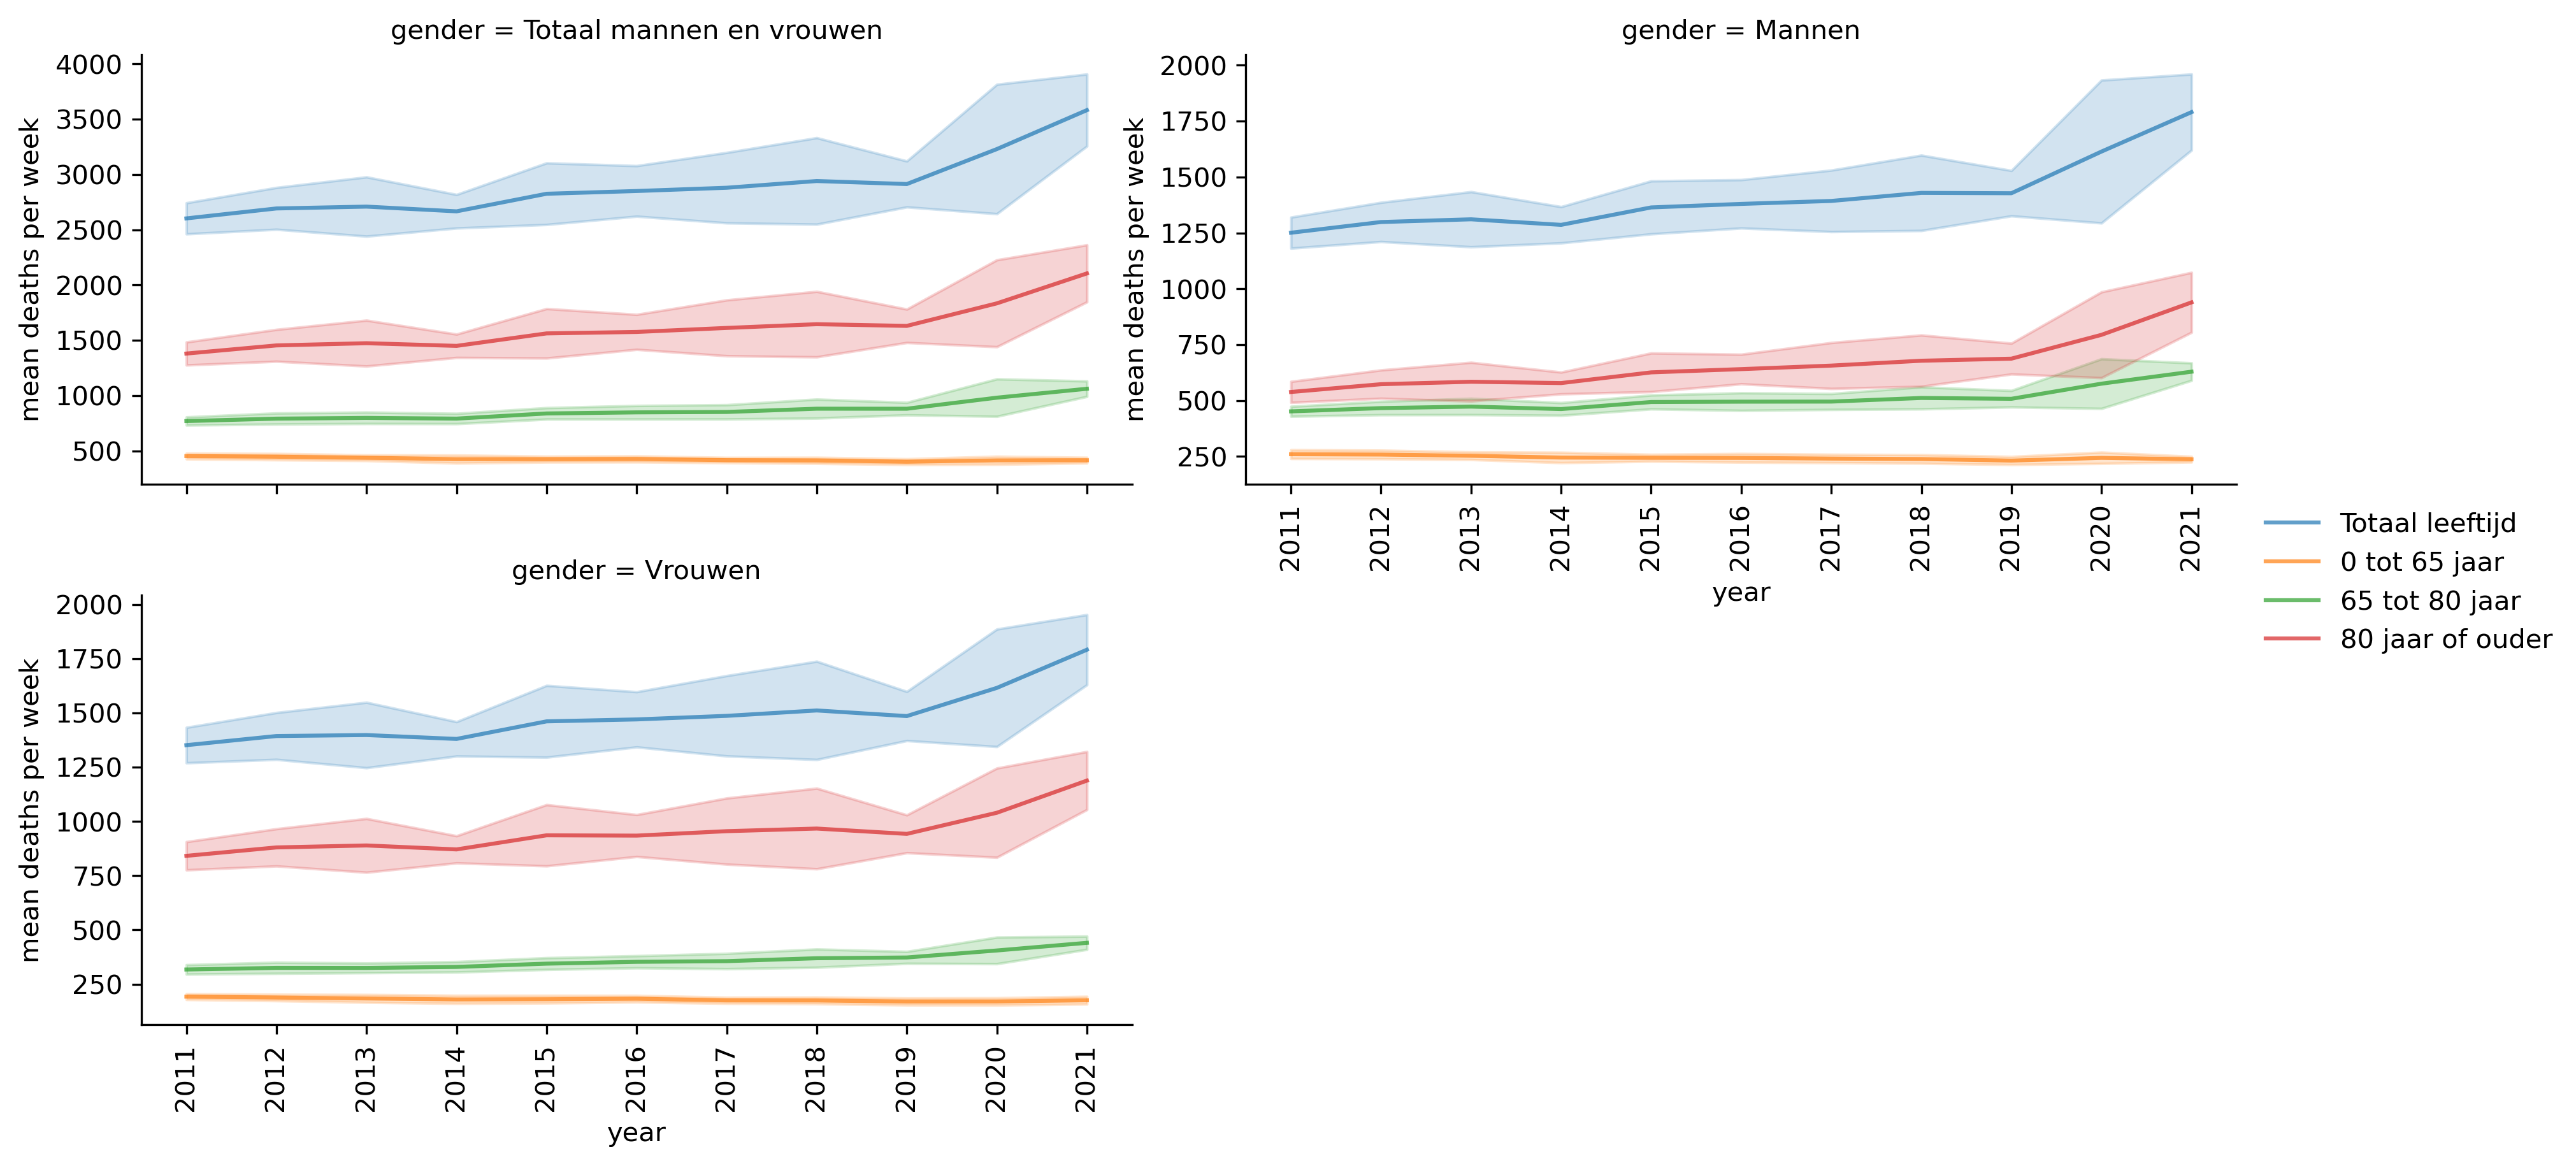 gender = Totaal mannen en vrouwen
mean deaths per week
4000
3500
3000
2500
2000
1500
1000
500
gender = Mannen
mean deaths per week
2000
1750
1500
1250
1000
750
500
250
2011 2012 2013 2014 2015 2016 2017 2018 2019 2020 2021
year
gender = Vrouwen
mean deaths per week
2000
1750
1500
1250
1000
750
500
250
2011 2012 2013 2014 2015 2016 2017 2018 2019 2020 2021
year
Totaal leeftijd
0 tot 65 jaar
65 tot 80 jaar
80 jaar of ouder